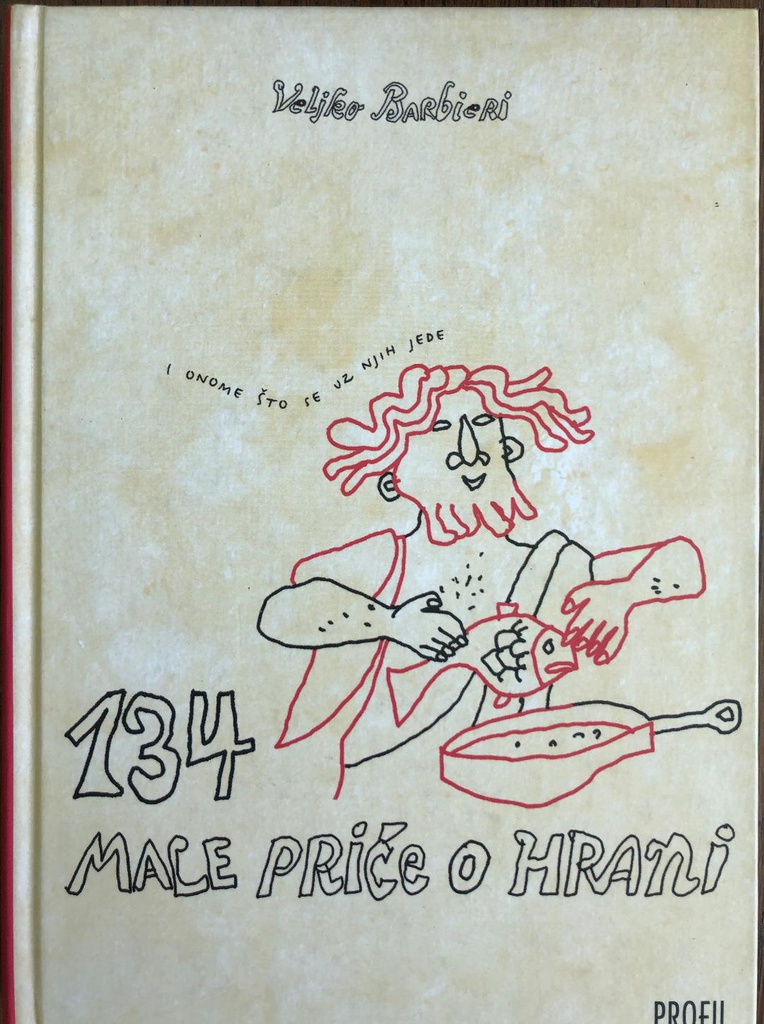 Veljko Barbieri
I ONOME ŠTO SE UZ NJIH JEDE
134
MALE PRIČE O HRANI
PROFIL